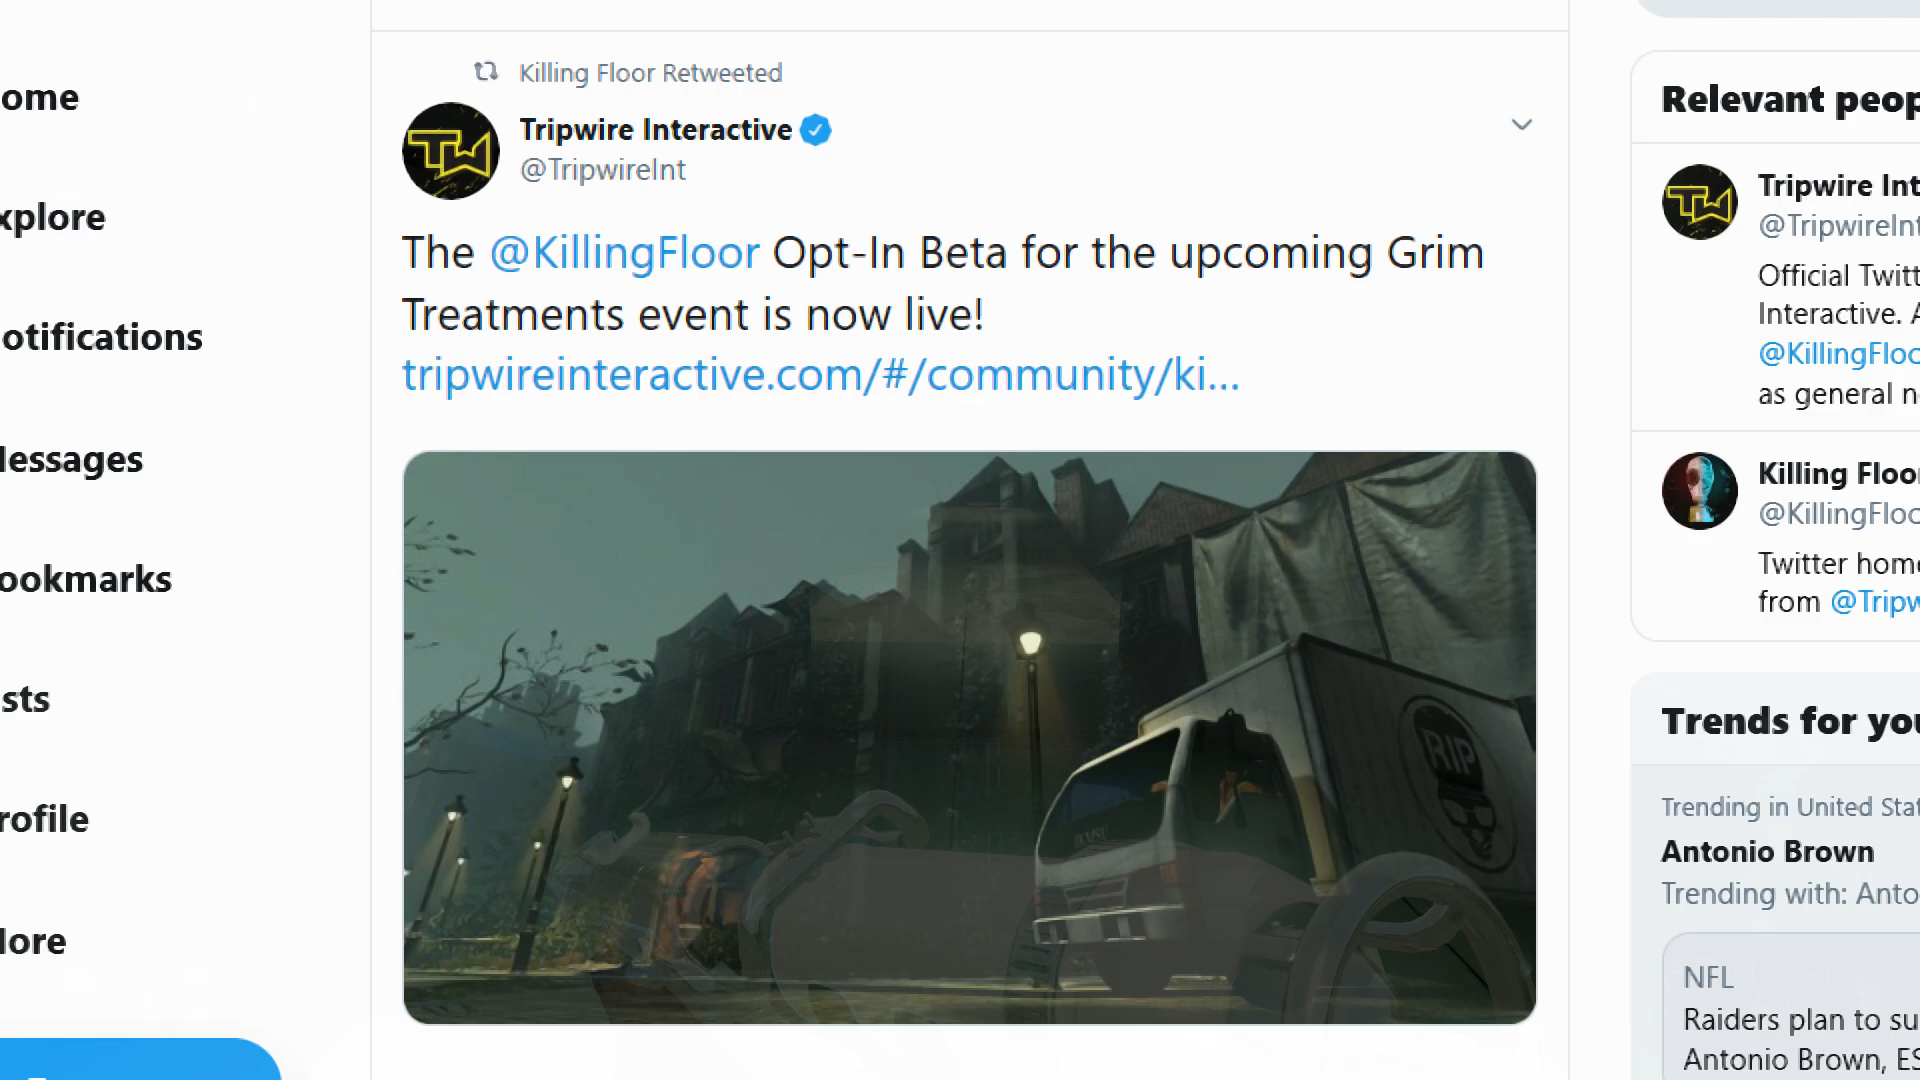 ome
xplore
otifications
essages
ookmarks
sts
rofile
ore
Killing Floor Retweeted
Tripwire Interactive
@TripwireInt
The @KillingFloor Opt-In Beta for the upcoming Grim
Treatments event is now live!
tripwireinteractive.com/#/community/ki...
RIP
Relevant peop
Tripwire Int
@TripwireInt
Official Twitt
Interactive. A
@KillingFloo
as general n
Killing Floor
@KillingFloo
Twitter home
from @Tripw
Trends for you
Trending in United Stat
Antonio Brown
Trending with: Anto
NFL
Raiders plan to su
Antonio Brown, ES